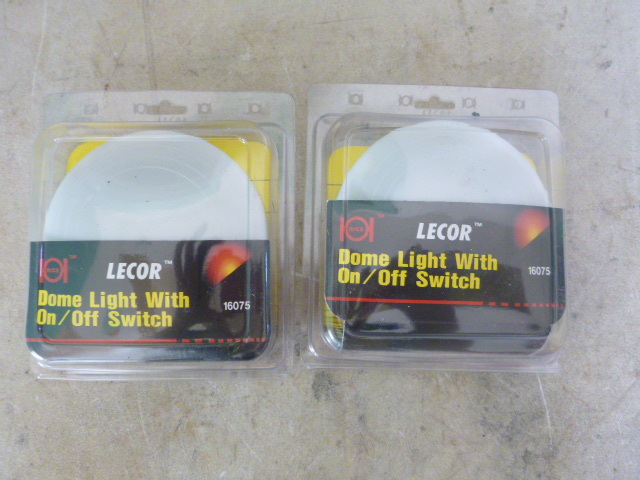 LECOR™
Dome Light With
On/Off Switch
16075
LECOR™
Dome Light With
On/Off Switch
16075